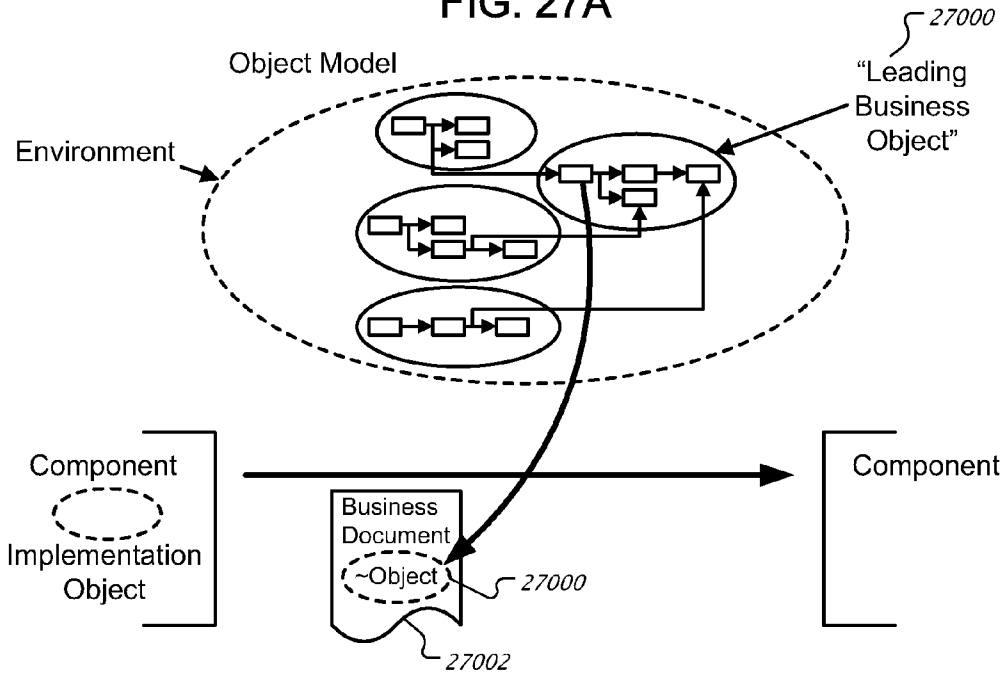 FIG. 27A
27000
Object Model
"Leading
Business
Object"
Environment
Component
Implementation
Object
Business
Document
~Object
27000
27002
Component